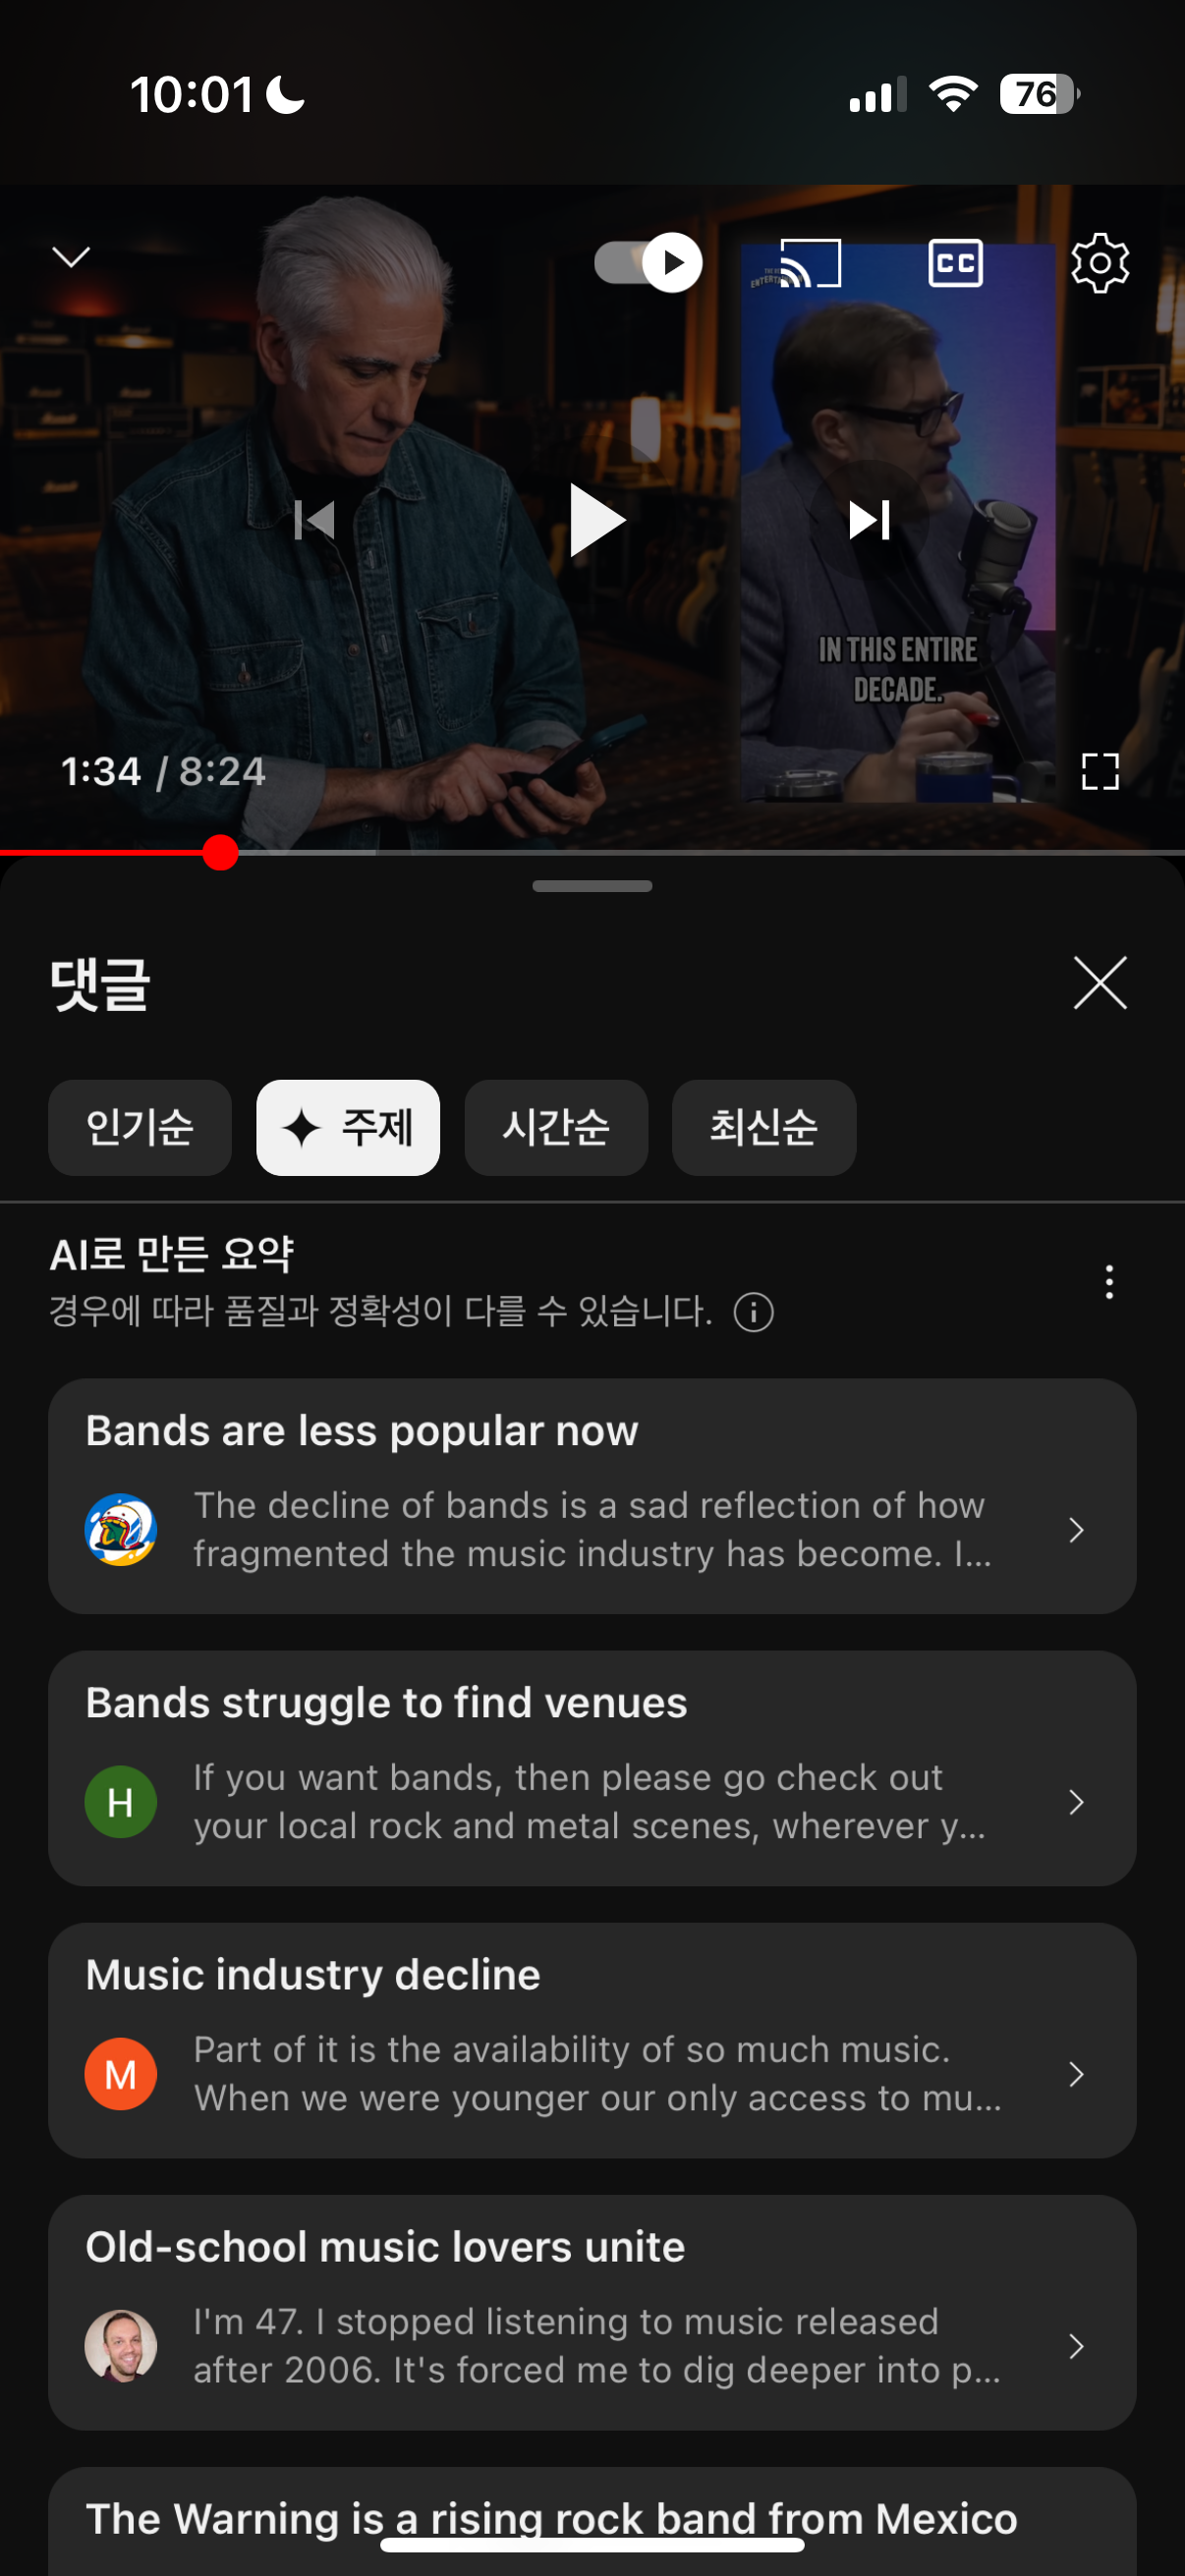 10:01
76
CC
IN THIS ENTIRE
DECADE.
1:34 / 8:24
댓글
인기순
주제
시간순
최신순
AI로 만든 요약
경우에 따라 품질과 정확성이 다를 수 있습니다.
Bands are less popular now
The decline of bands is a sad reflection of how
fragmented the music industry has become. I...
Bands struggle to find venues
H
If you want bands, then please go check out
your local rock and metal scenes, wherever y...
Music industry decline
M
Part of it is the availability of so much music.
When we were younger our only access to mu...
Old-school music lovers unite
I'm 47. I stopped listening to music released
after 2006. It's forced me to dig deeper into p...
The Warning is a rising rock band from Mexico